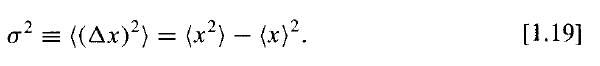 σ² ≡ ⟨(Δx)²⟩ = ⟨x²⟩ − ⟨x⟩². [1.19]